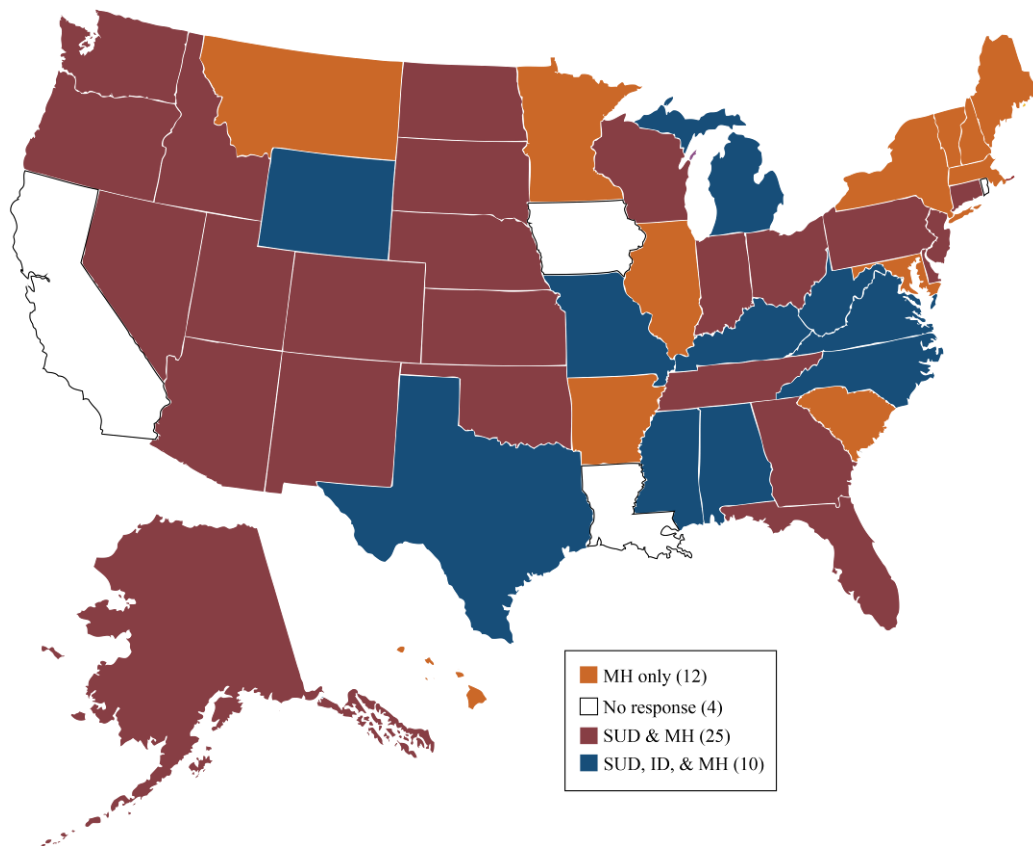 MH only (12)
No response (4)
SUD & MH (25)
SUD, ID, & MH (10)